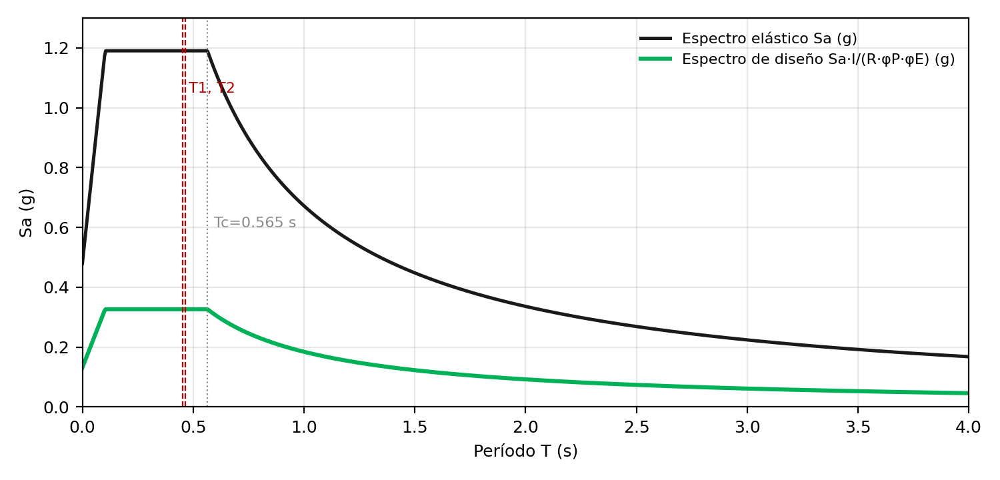 Espectro elástico Sa (g)
Espectro de diseño Sa·I/(R·φP·φE) (g)
T1, T2
Tc=0.565 s
Sa (g)
1.2
1.0
0.8
0.6
0.4
0.2
0.0
0.0 0.5 1.0 1.5 2.0 2.5 3.0 3.5 4.0
Período T (s)